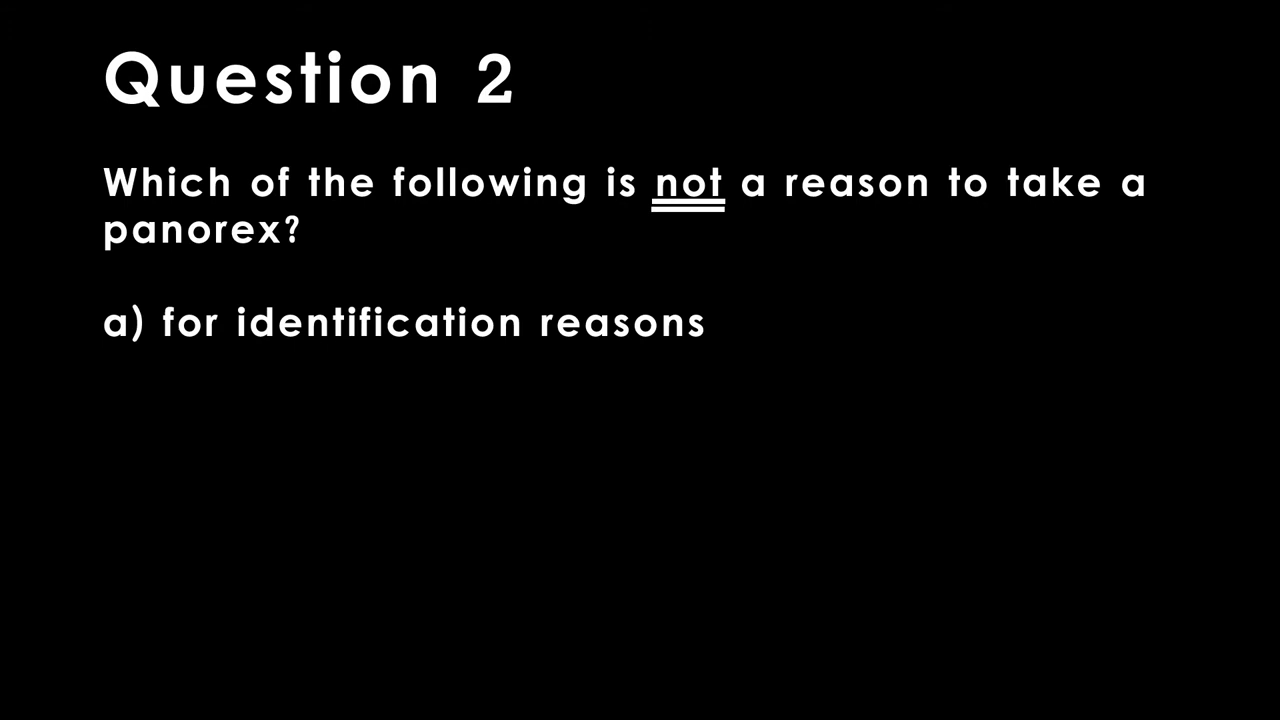 Question 2
Which of the following is not a reason to take a
panorex?
a) for identification reasons